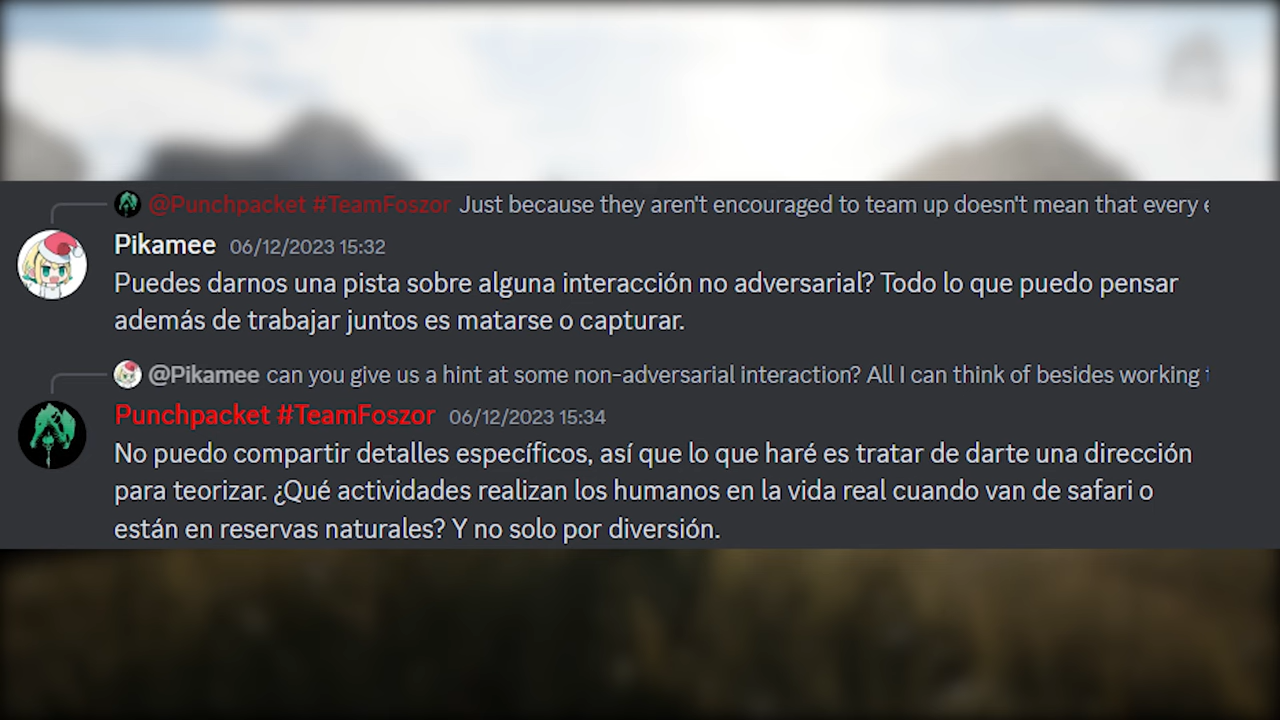 @Punchpacket #TeamFoszor Just because they aren't encouraged to team up doesn't mean that every
Pikamee 06/12/2023 15:32
Puedes darnos una pista sobre alguna interacción no adversarial? Todo lo que puedo pensar
además de trabajar juntos es matarse o capturar.
@Pikamee can you give us a hint at some non-adversarial interaction? All I can think of besides working
Punchpacket #TeamFoszor 06/12/2023 15:34
No puedo compartir detalles específicos, así que lo que haré es tratar de darte una dirección
para teorizar. ¿Qué actividades realizan los humanos en la vida real cuando van de safari o
están en reservas naturales? Y no solo por diversión.